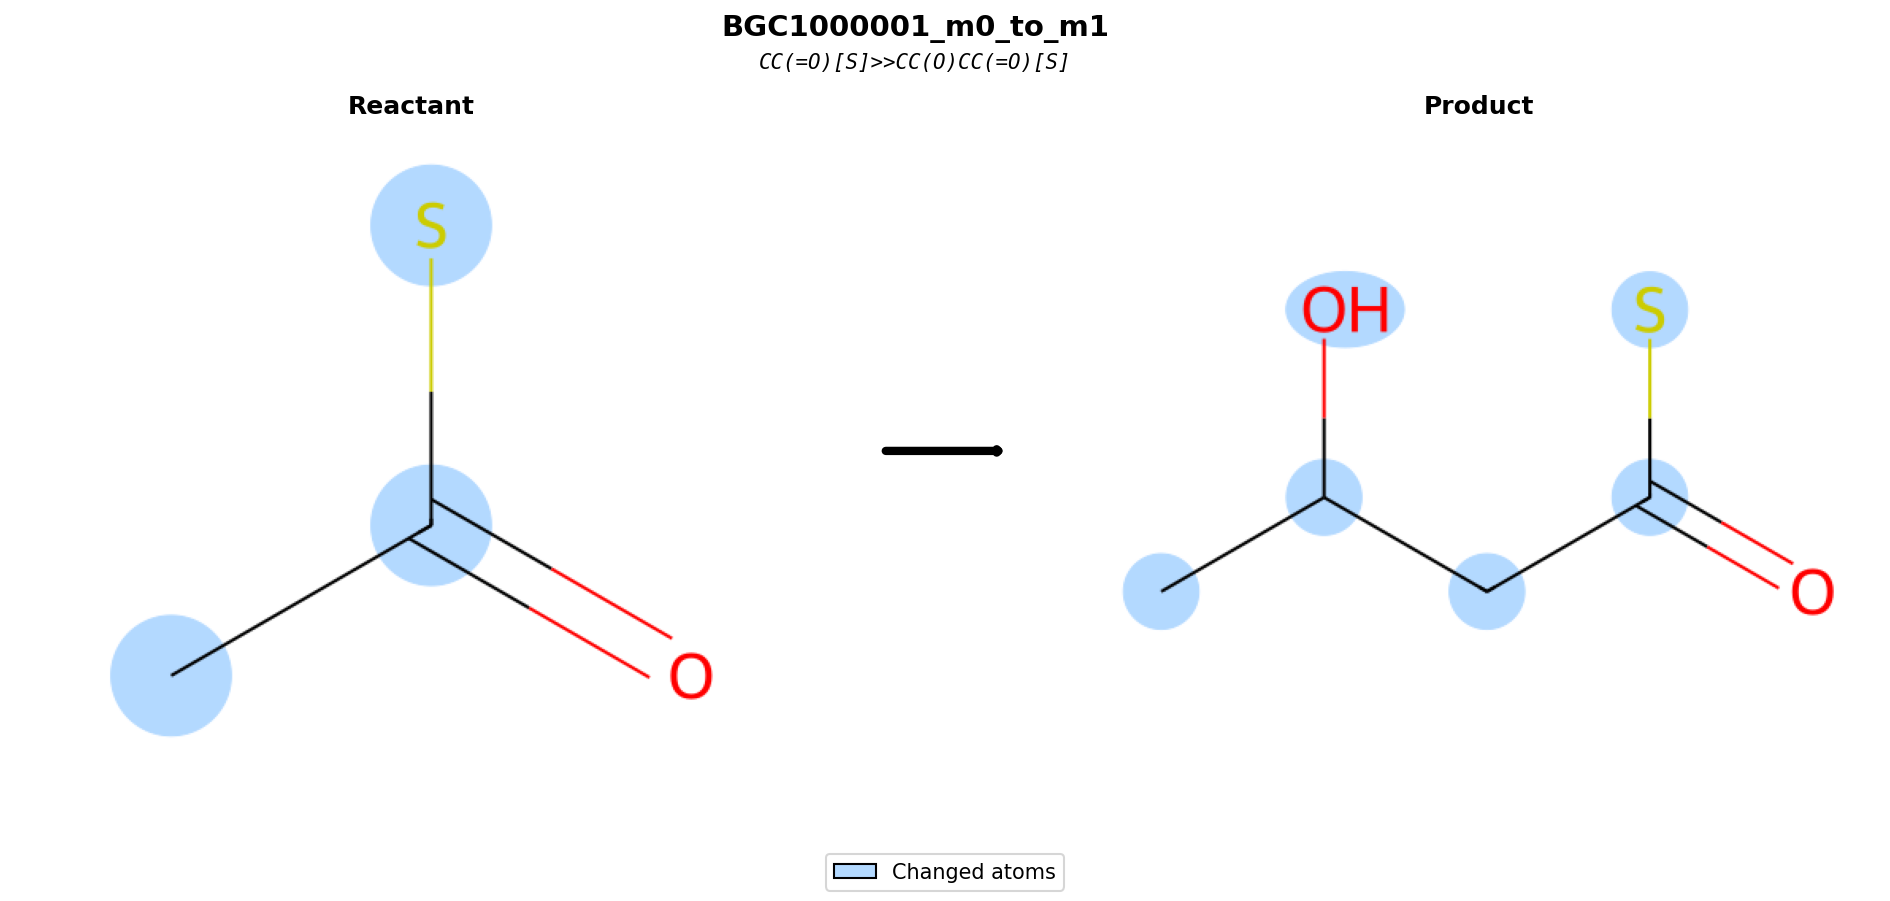 BGC1000001_m0_to_m1
CC(=O)[S]>>CC(O)CC(=O)[S]
Reactant
Product
S
O
OH
S
O
Changed atoms